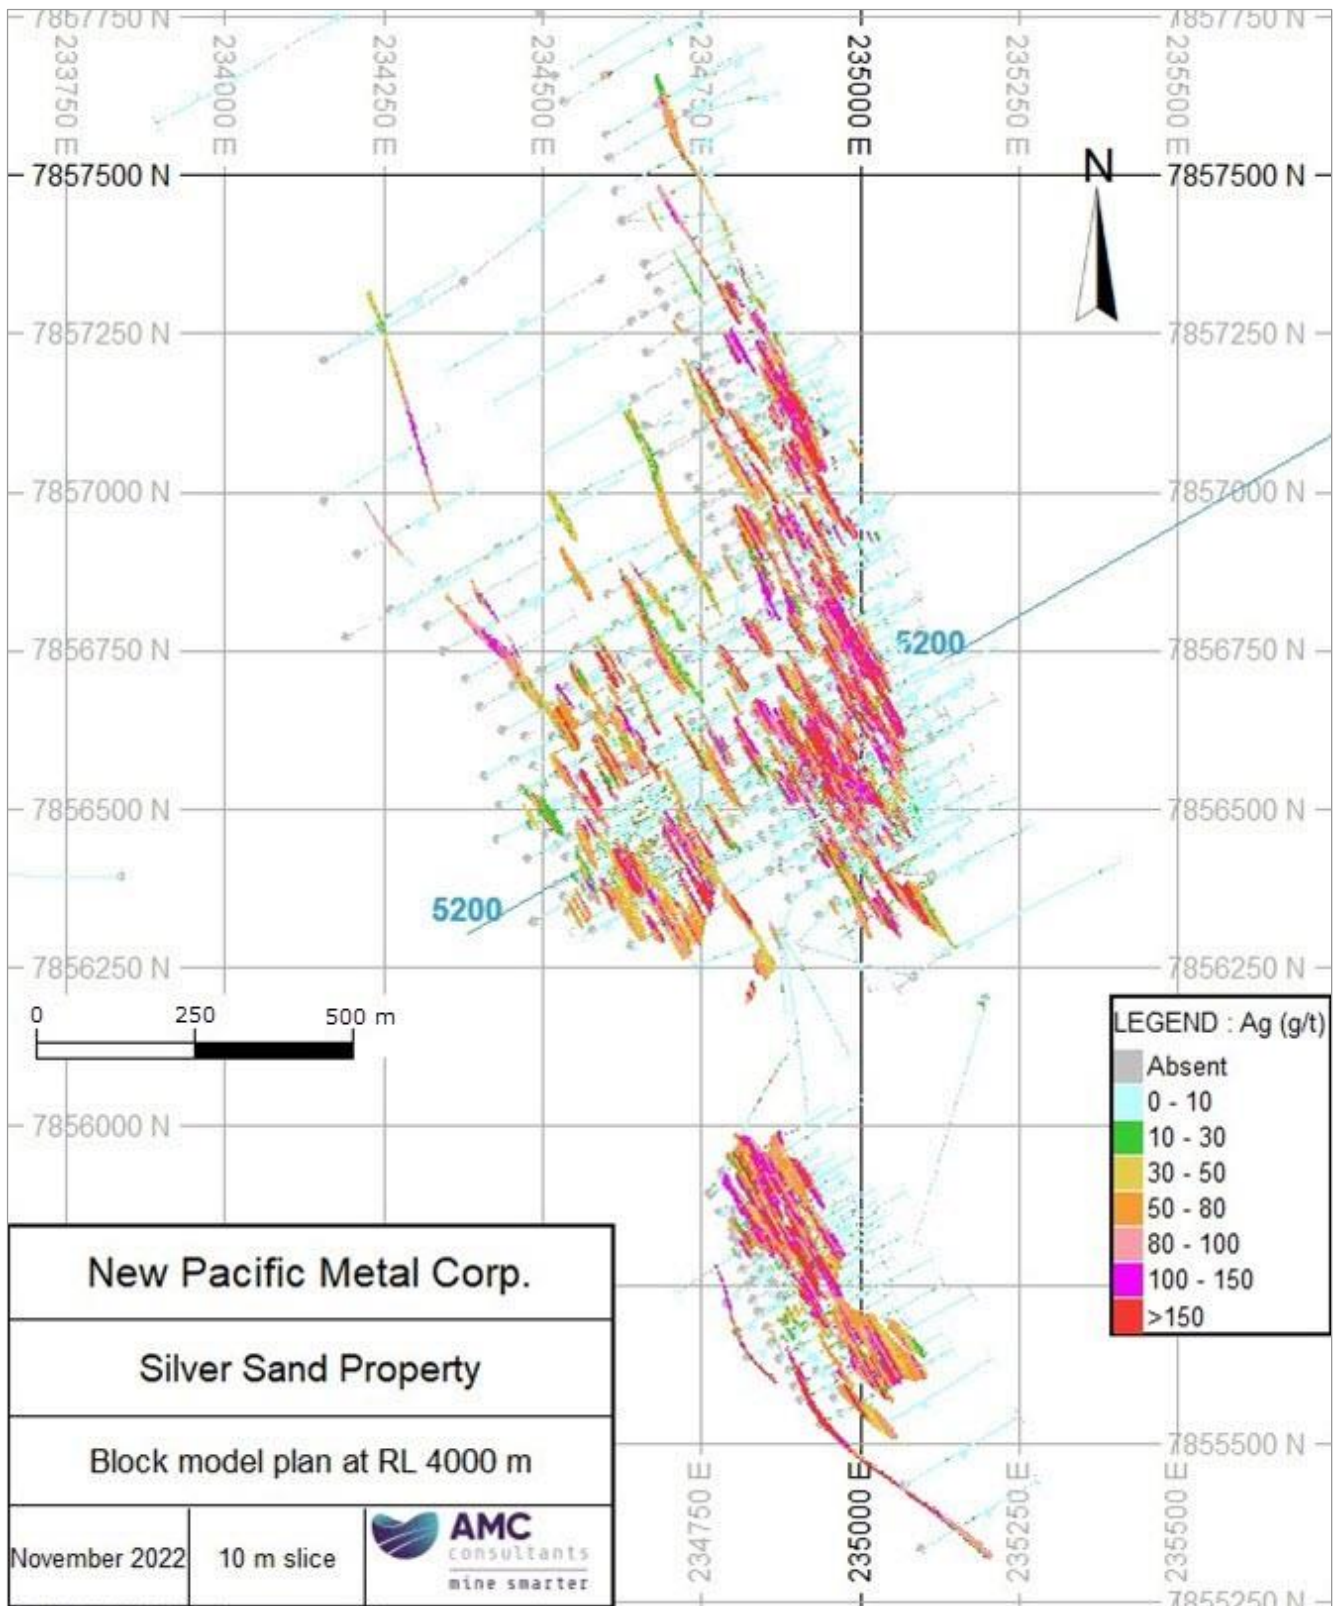 7857750 N
7857750 N
233750 E
234000 E
234250 E
234500 E
234750 E
235000 E
235250 E
235500 E
7857500 N
N
7857500 N
7857250 N
7857250 N
7857000 N
7857000 N
7856750 N
5200
7856750 N
7856500 N
7856500 N
5200
7856250 N
7856250 N
0 250 500 m
LEGEND : Ag (g/t)
Absent
0 - 10
10 - 30
30 - 50
50 - 80
80 - 100
100 - 150
>150
7856000 N
New Pacific Metal Corp.
Silver Sand Property
Block model plan at RL 4000 m
7855500 N
234750 E
235000 E
235250 E
235500 E
November 2022
10 m slice
AMC
consultants
mine smarter
7855250 N